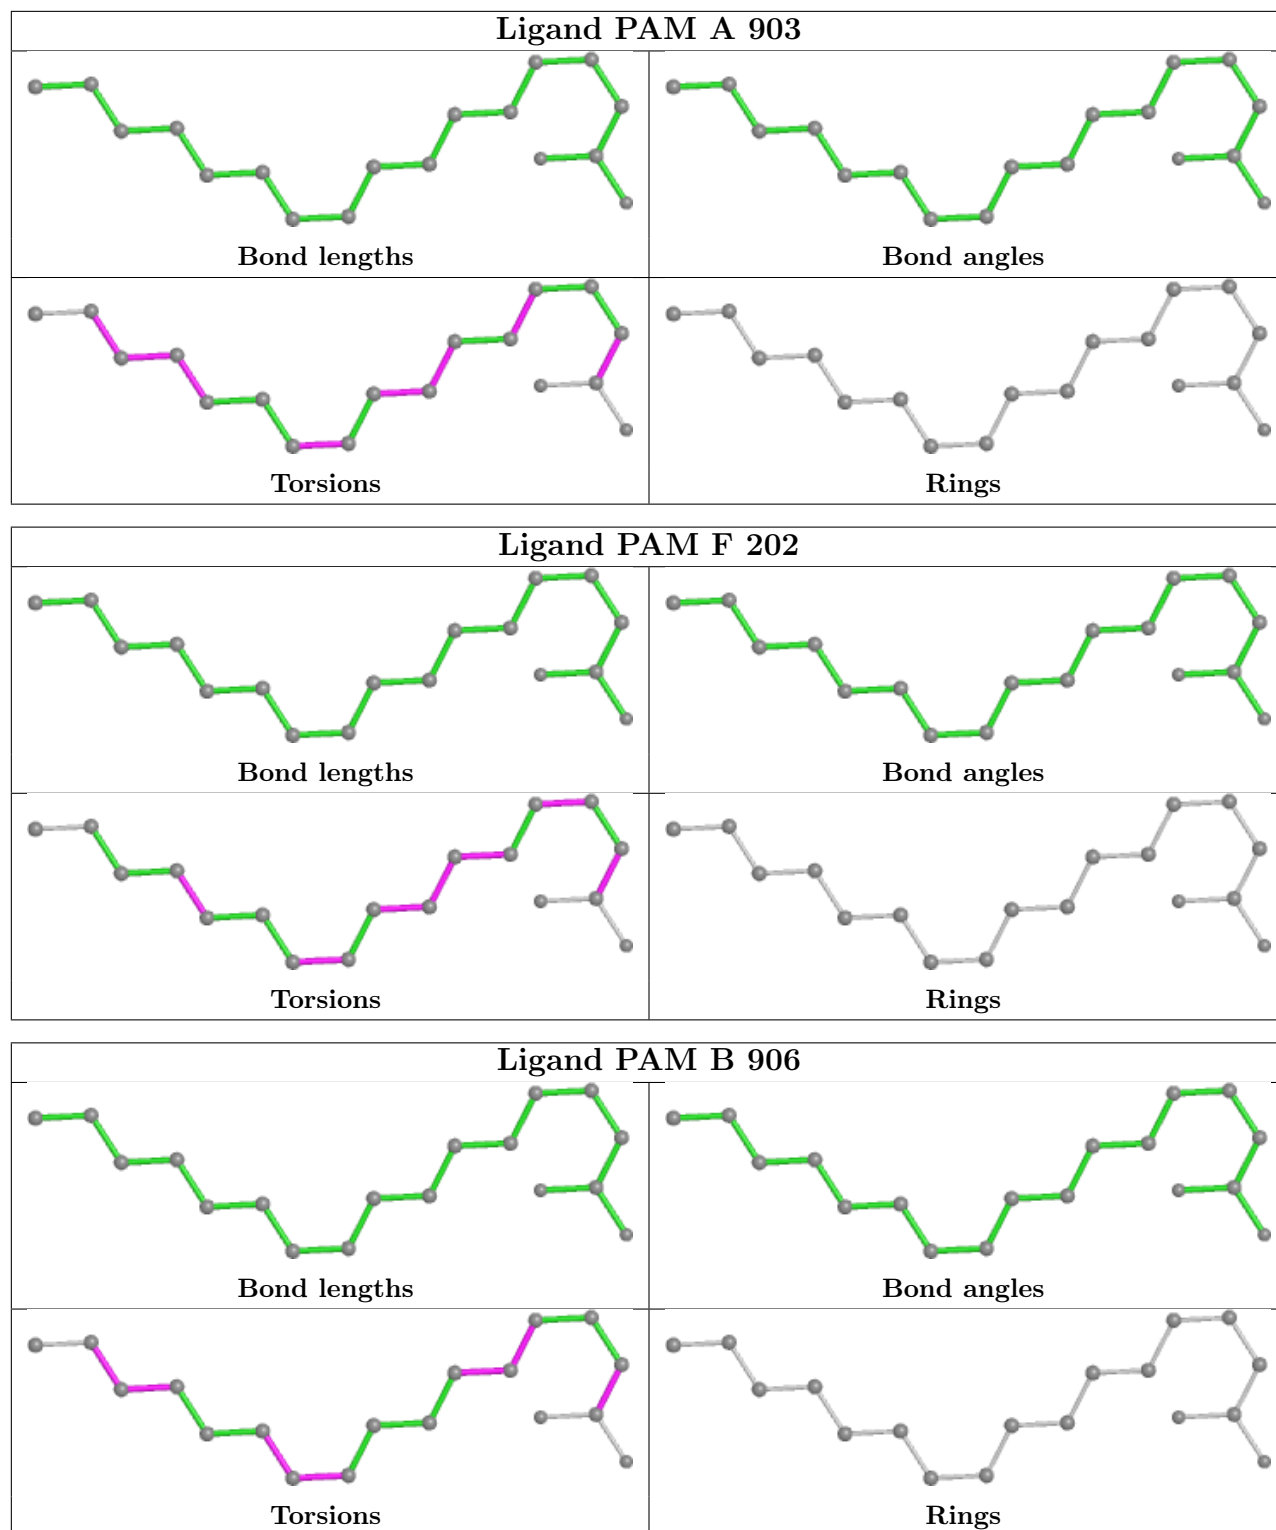 Ligand PAM A 903
Bond lengths
Bond angles
Torsions
Rings
Ligand PAM F 202
Bond lengths
Bond angles
Torsions
Rings
Ligand PAM B 906
Bond lengths
Bond angles
Torsions
Rings